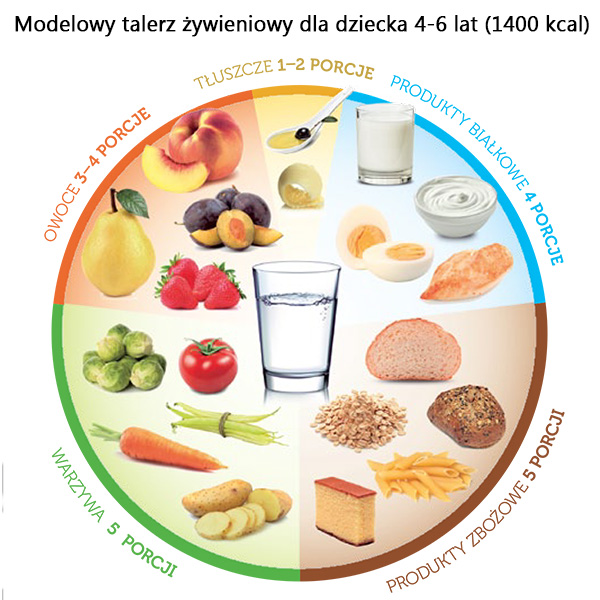 Modelowy talerz żywieniowy dla dziecka 4-6 lat (1400 kcal)
TŁUSZCZE 1–2 PORCJE
PRODUKTY BIAŁKOWE 4 PORCJE
OWOCE 3–4 PORCJE
WARZYWA 5 PORCJI
PRODUKTY ZBOŻOWE 5 PORCJI